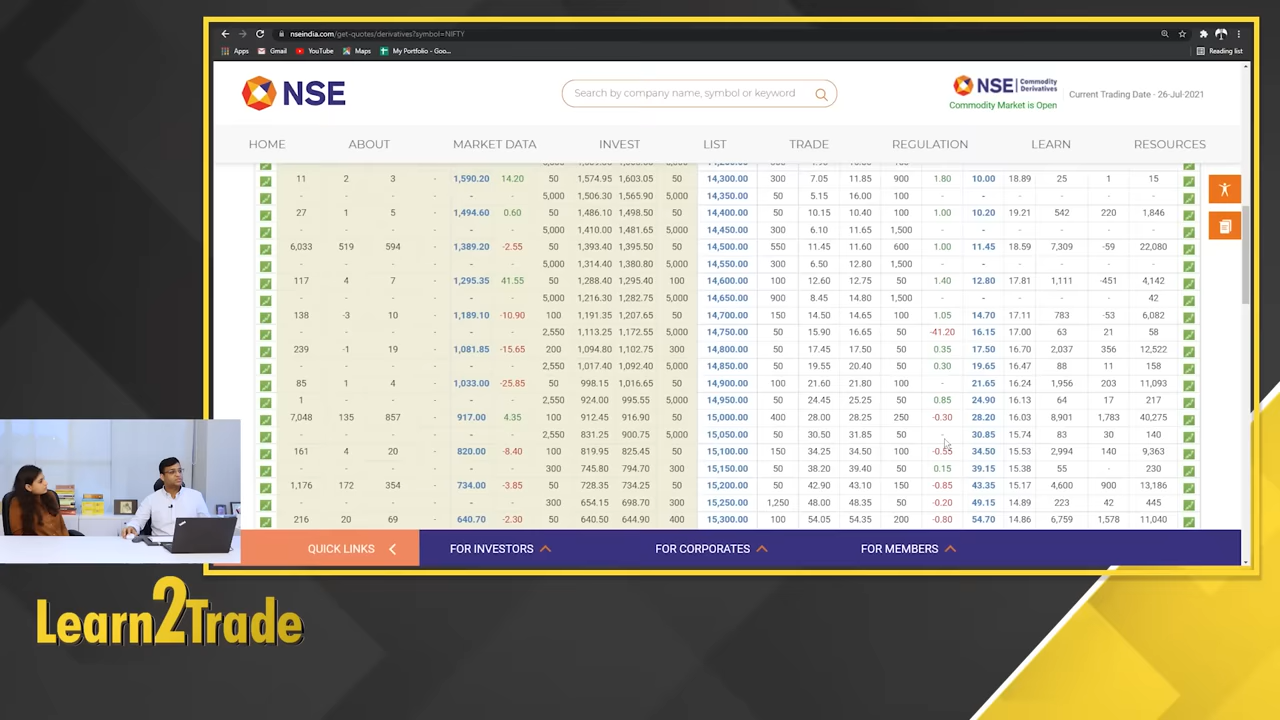 nseindia.com/get-quotes/derivatives?symbol=NIFTY
Apps Gmail YouTube Maps My Portfolio - Goo... Reading list
NSE
Search by company name, symbol or keyword
NSE Commodity Derivatives
Commodity Market is Open
Current Trading Date - 26-Jul-2021
HOME ABOUT MARKET DATA INVEST LIST TRADE REGULATION LEARN RESOURCES
11 2 3 - 1,590.20 14.20 50 1,574.95 1,603.05 50 14,300.00 300 7.05 11.85 900 1.80 10.00 18.89 25 1 15
- - - - - - 5,000 1,506.30 1,565.90 5,000 14,350.00 50 5.15 16.00 100 - - - - - -
27 1 5 - 1,494.60 0.60 50 1,486.10 1,498.50 50 14,400.00 50 10.15 10.40 100 1.00 10.20 19.21 542 220 1,846
- - - - - - 5,000 1,410.00 1,481.65 5,000 14,450.00 300 6.10 11.65 1,500 - - - - - -
6,033 519 594 - 1,389.20 -2.55 50 1,393.40 1,395.50 50 14,500.00 550 11.45 11.60 600 1.00 11.45 18.59 7,309 -59 22,080
- - - - - - 5,000 1,314.40 1,380.80 5,000 14,550.00 300 6.50 12.80 1,500 - - - - - -
117 4 7 - 1,295.35 41.55 50 1,288.40 1,295.40 100 14,600.00 100 12.60 12.75 50 1.40 12.80 17.81 1,111 -451 4,142
- - - - - - 5,000 1,216.30 1,282.75 5,000 14,650.00 900 8.45 14.80 1,500 - - - - - 42
138 -3 10 - 1,189.10 -10.90 100 1,191.35 1,207.65 50 14,700.00 150 14.50 14.65 100 1.05 14.70 17.11 783 -53 6,082
- - - - - - 2,550 1,113.25 1,172.55 5,000 14,750.00 50 15.90 16.65 50 -41.20 16.15 17.00 63 21 58
239 -1 19 - 1,081.85 -15.65 200 1,094.80 1,102.75 300 14,800.00 50 17.45 17.50 50 0.35 17.50 16.70 2,037 356 12,522
- - - - - - 2,550 1,017.40 1,092.40 5,000 14,850.00 50 19.55 20.40 50 0.30 19.65 16.47 88 11 158
85 1 4 - 1,033.00 -25.85 50 998.15 1,016.65 50 14,900.00 100 21.60 21.80 100 - 21.65 16.24 1,956 203 11,093
1 - - - - - 2,550 924.00 995.55 5,000 14,950.00 50 24.45 25.25 50 0.85 24.90 16.13 64 17 217
7,048 135 857 - 917.00 4.35 100 912.45 916.90 50 15,000.00 400 28.00 28.25 250 -0.30 28.20 16.03 8,901 1,783 40,275
- - - - - - 2,550 831.25 900.75 5,000 15,050.00 50 30.50 31.85 50 - 30.85 15.74 83 30 140
161 4 20 - 820.00 -8.40 100 819.95 825.45 50 15,100.00 150 34.25 34.50 100 -0.55 34.50 15.53 2,994 140 9,363
- - - - - - 300 745.80 794.70 300 15,150.00 50 38.20 39.40 50 0.15 39.15 15.38 55 - 230
1,176 172 354 - 734.00 -3.85 50 728.35 734.25 50 15,200.00 50 42.90 43.10 150 -0.85 43.35 15.17 4,600 900 13,186
- - - - - - 300 654.15 698.70 300 15,250.00 1,250 48.00 48.35 50 -0.20 49.15 14.89 223 42 445
216 20 69 - 640.70 -2.30 50 640.50 644.90 400 15,300.00 100 54.05 54.35 200 -0.80 54.70 14.86 6,759 1,578 11,040
QUICK LINKS FOR INVESTORS FOR CORPORATES FOR MEMBERS
Learn2Trade